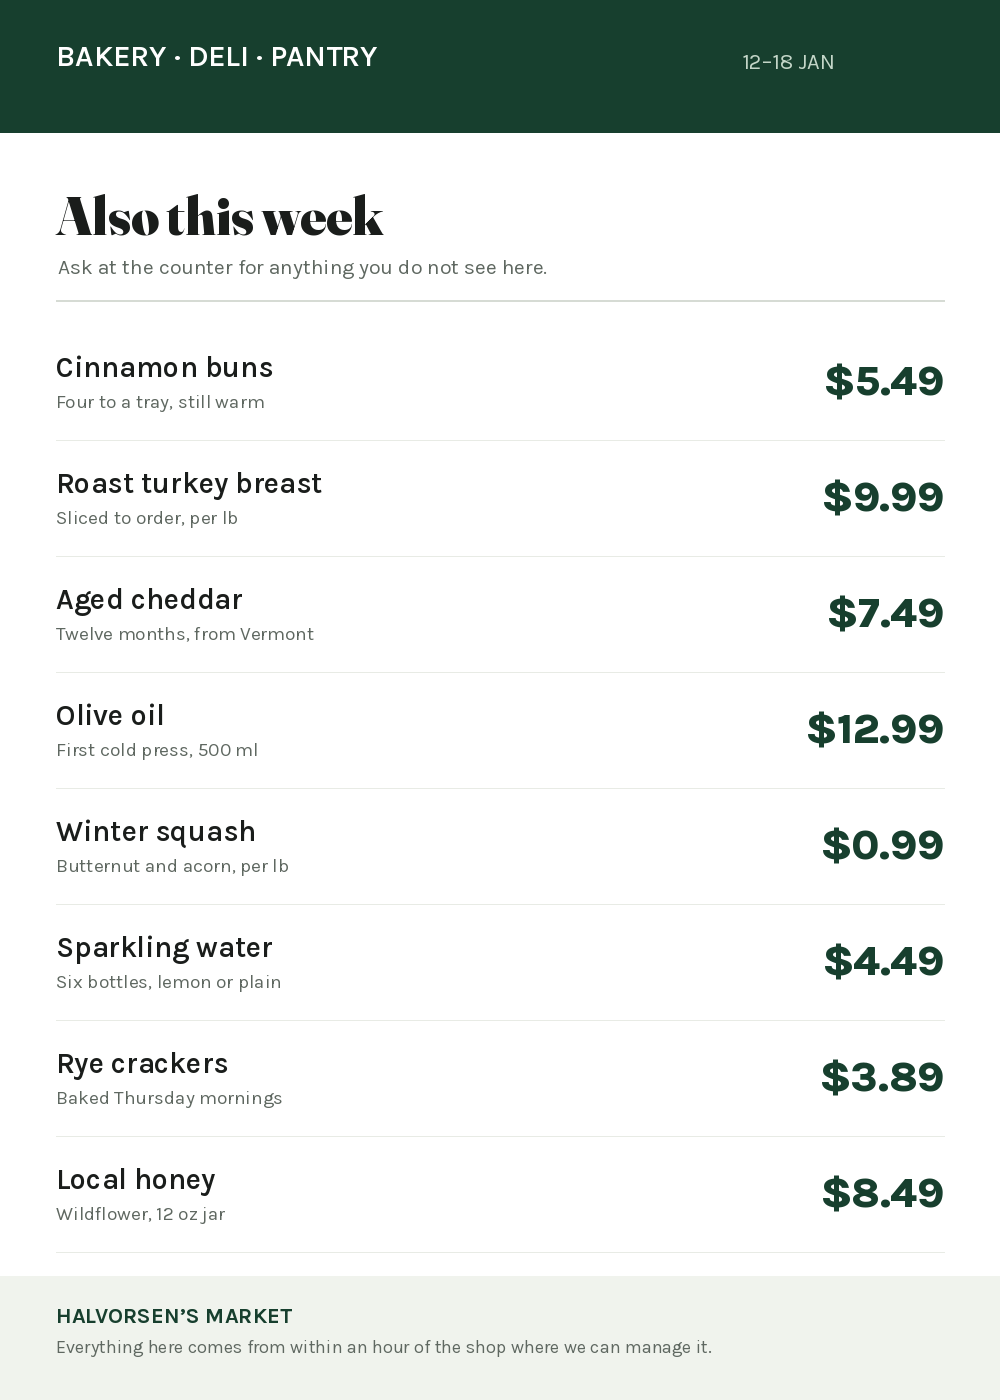 BAKERY · DELI · PANTRY
12–18 JAN
Also this week
Ask at the counter for anything you do not see here.
Cinnamon buns
$5.49
Four to a tray, still warm
Roast turkey breast
$9.99
Sliced to order, per lb
Aged cheddar
$7.49
Twelve months, from Vermont
Olive oil
$12.99
First cold press, 500 ml
Winter squash
$0.99
Butternut and acorn, per lb
Sparkling water
$4.49
Six bottles, lemon or plain
Rye crackers
$3.89
Baked Thursday mornings
Local honey
$8.49
Wildflower, 12 oz jar
HALVORSEN’S MARKET
Everything here comes from within an hour of the shop where we can manage it.